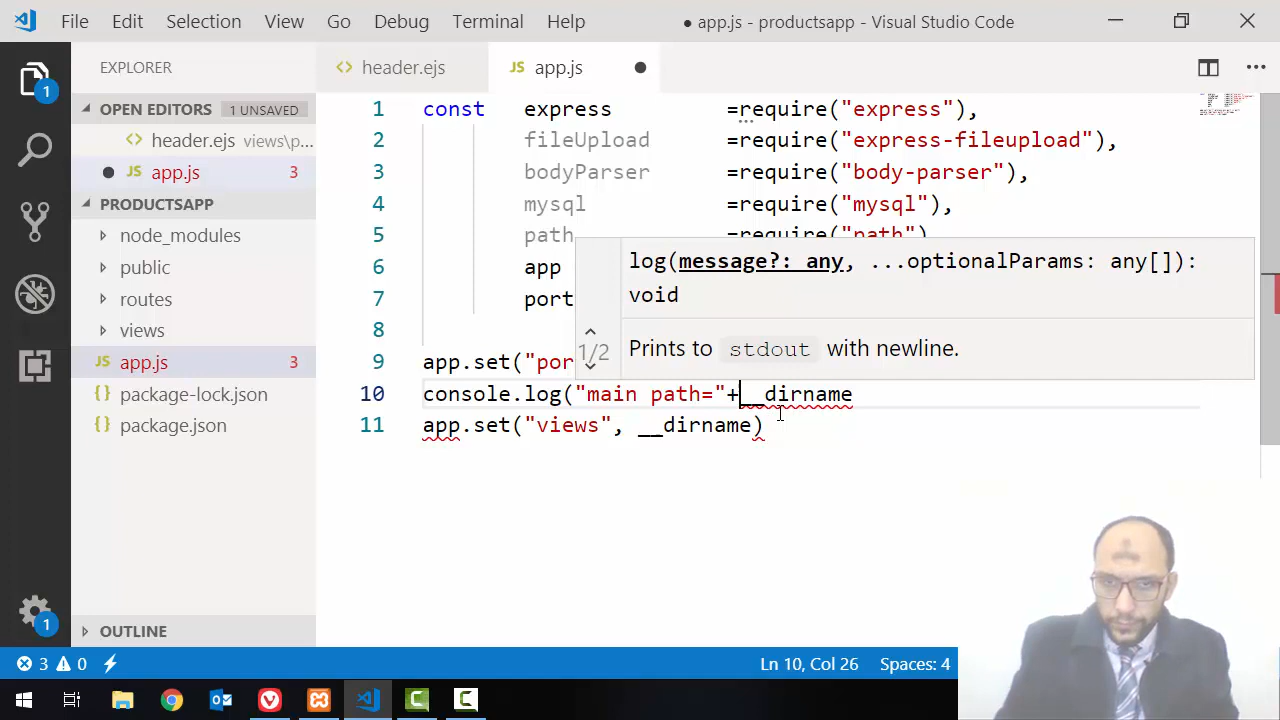 File Edit Selection View Go Debug Terminal Help
● app.js - productsapp - Visual Studio Code
EXPLORER
header.ejs
JS app.js
1
OPEN EDITORS 1 UNSAVED
header.ejs views\p...
JS app.js 3
PRODUCTSAPP
node_modules
public
routes
views
JS app.js 3
package-lock.json
package.json
OUTLINE
1
1 const express =require("express"),
2 fileUpload =require("express-fileupload"),
3 bodyParser =require("body-parser"),
4 mysql =require("mysql"),
5 path =require("path")
6 app
7 port
8
9 app.set("por
10 console.log("main path="+__dirname
11 app.set("views", __dirname)
log(message?: any, ...optionalParams: any[]):
void
1/2
Prints to stdout with newline.
3 0
Ln 10, Col 26 Spaces: 4